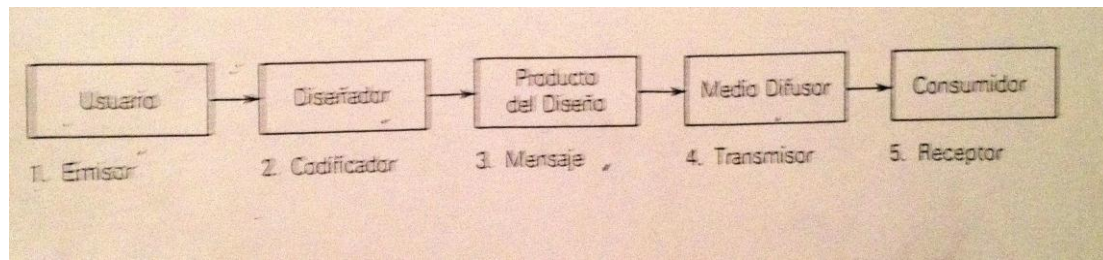 Usuario
1. Emisor
Diseñador
2. Codificador
Producto
del Diseño
3. Mensaje
Medio Difusor
4. Transmisor
Consumidor
5. Receptor